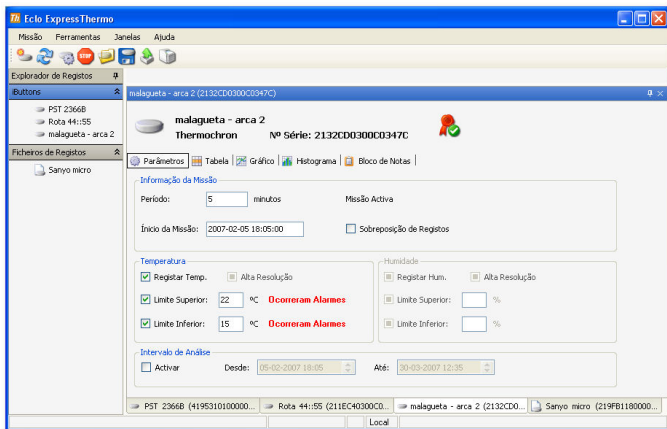 Eclo ExpressThermo
Missão Ferramentas Janelas Ajuda
STOP
Explorador de Registos
iButtons
PST 2366B
Rota 44::55
malagueta - arca 2
Ficheiros de Registos
Sanyo micro
malagueta - arca 2 (2132CD0300C0347C)
malagueta - arca 2
Thermochron Nº Série: 2132CD0300C0347C
Parâmetros Tabela Gráfico Histograma Bloco de Notas
Informação da Missão
Período: 5 minutos Missão Activa
Ínicio da Missão: 2007-02-05 18:05:00 Sobreposição de Registos
Temperatura Humidade
Registar Temp. Alta Resolução Registar Hum. Alta Resolução
Limite Superior: 22 ºC Ocorreram Alarmes Limite Superior: %
Limite Inferior: 15 ºC Ocorreram Alarmes Limite Inferior: %
Intervalo de Análise
Activar Desde: 05-02-2007 18:05 Até: 30-03-2007 12:35
PST 2366B (4195310100000... Rota 44::55 (211EC40300C0... malagueta - arca 2 (2132CD0... Sanyo micro (219FB1180000...
Local